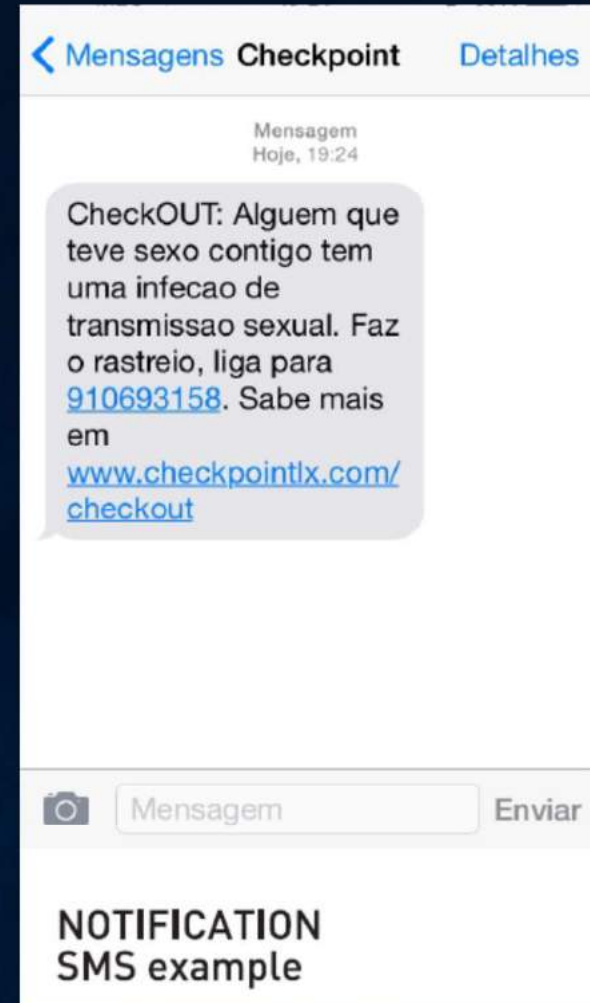 Mensagens Checkpoint Detalhes
Mensagem
Hoje, 19:24
CheckOUT: Alguem que
teve sexo contigo tem
uma infecao de
transmissao sexual. Faz
o rastreio, liga para
910693158. Sabe mais
em
www.checkpointlx.com/
checkout
Mensagem Enviar
NOTIFICATION
SMS example